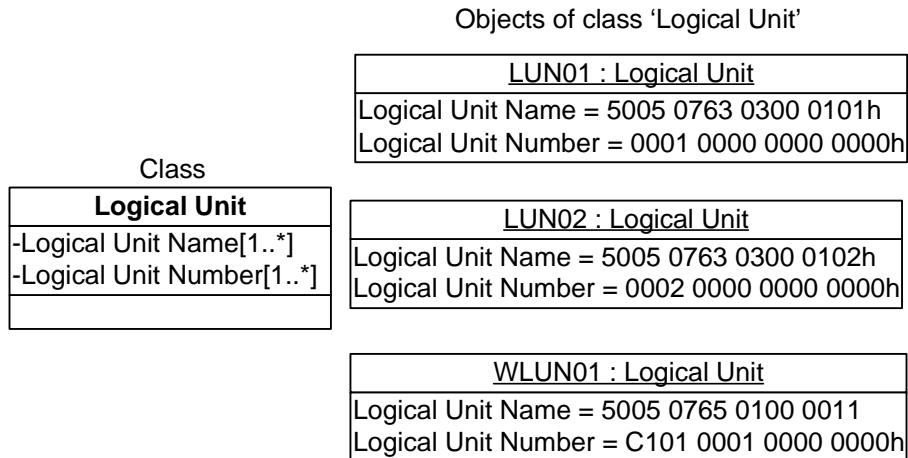 Objects of class ‘Logical Unit’
LUN01 : Logical Unit
Logical Unit Name = 5005 0763 0300 0101h
Logical Unit Number = 0001 0000 0000 0000h
Class
Logical Unit
-Logical Unit Name[1..*]
-Logical Unit Number[1..*]
LUN02 : Logical Unit
Logical Unit Name = 5005 0763 0300 0102h
Logical Unit Number = 0002 0000 0000 0000h
WLUN01 : Logical Unit
Logical Unit Name = 5005 0765 0100 0011
Logical Unit Number = C101 0001 0000 0000h